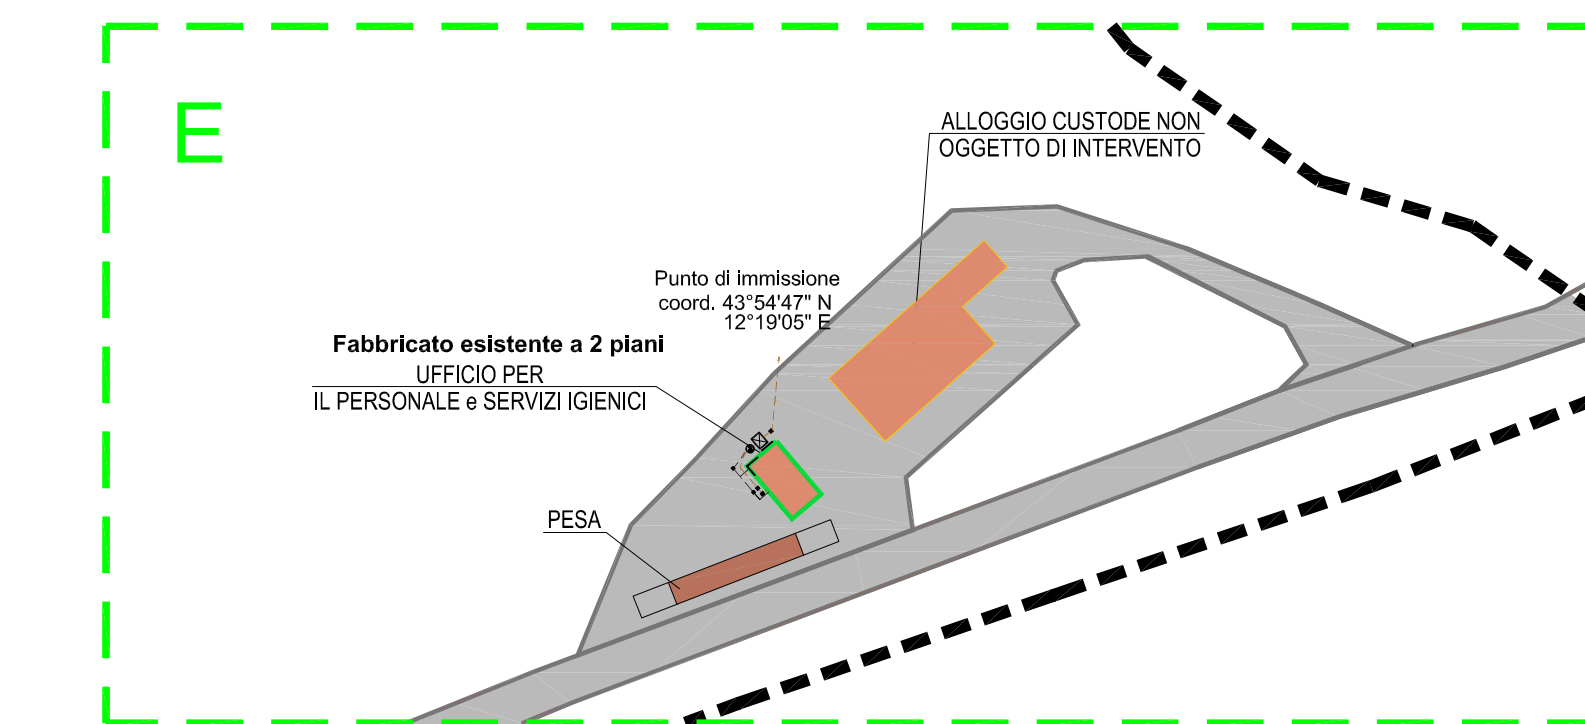 E
ALLOGGIO CUSTODE NON
OGGETTO DI INTERVENTO
Punto di immissione
coord. 43°54'47" N
12°19'05" E
Fabbricato esistente a 2 piani
UFFICIO PER
IL PERSONALE e SERVIZI IGIENICI
PESA